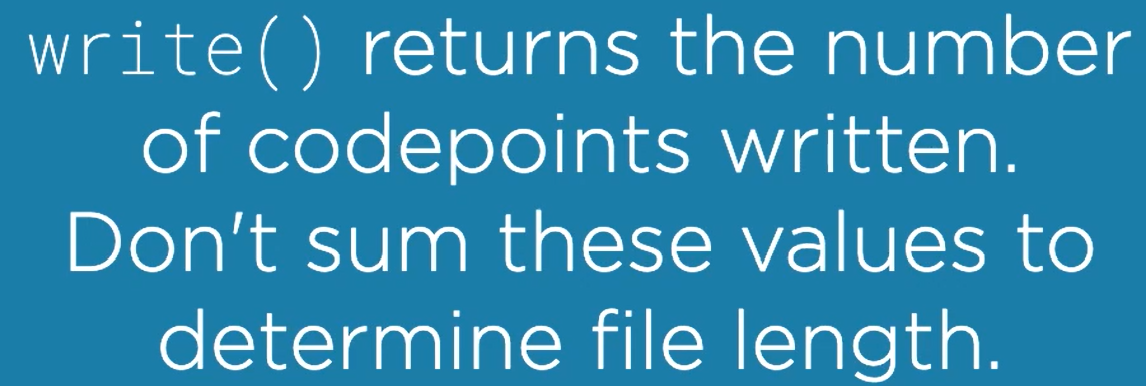 write() returns the number
of codepoints written.
Don't sum these values to
determine file length.